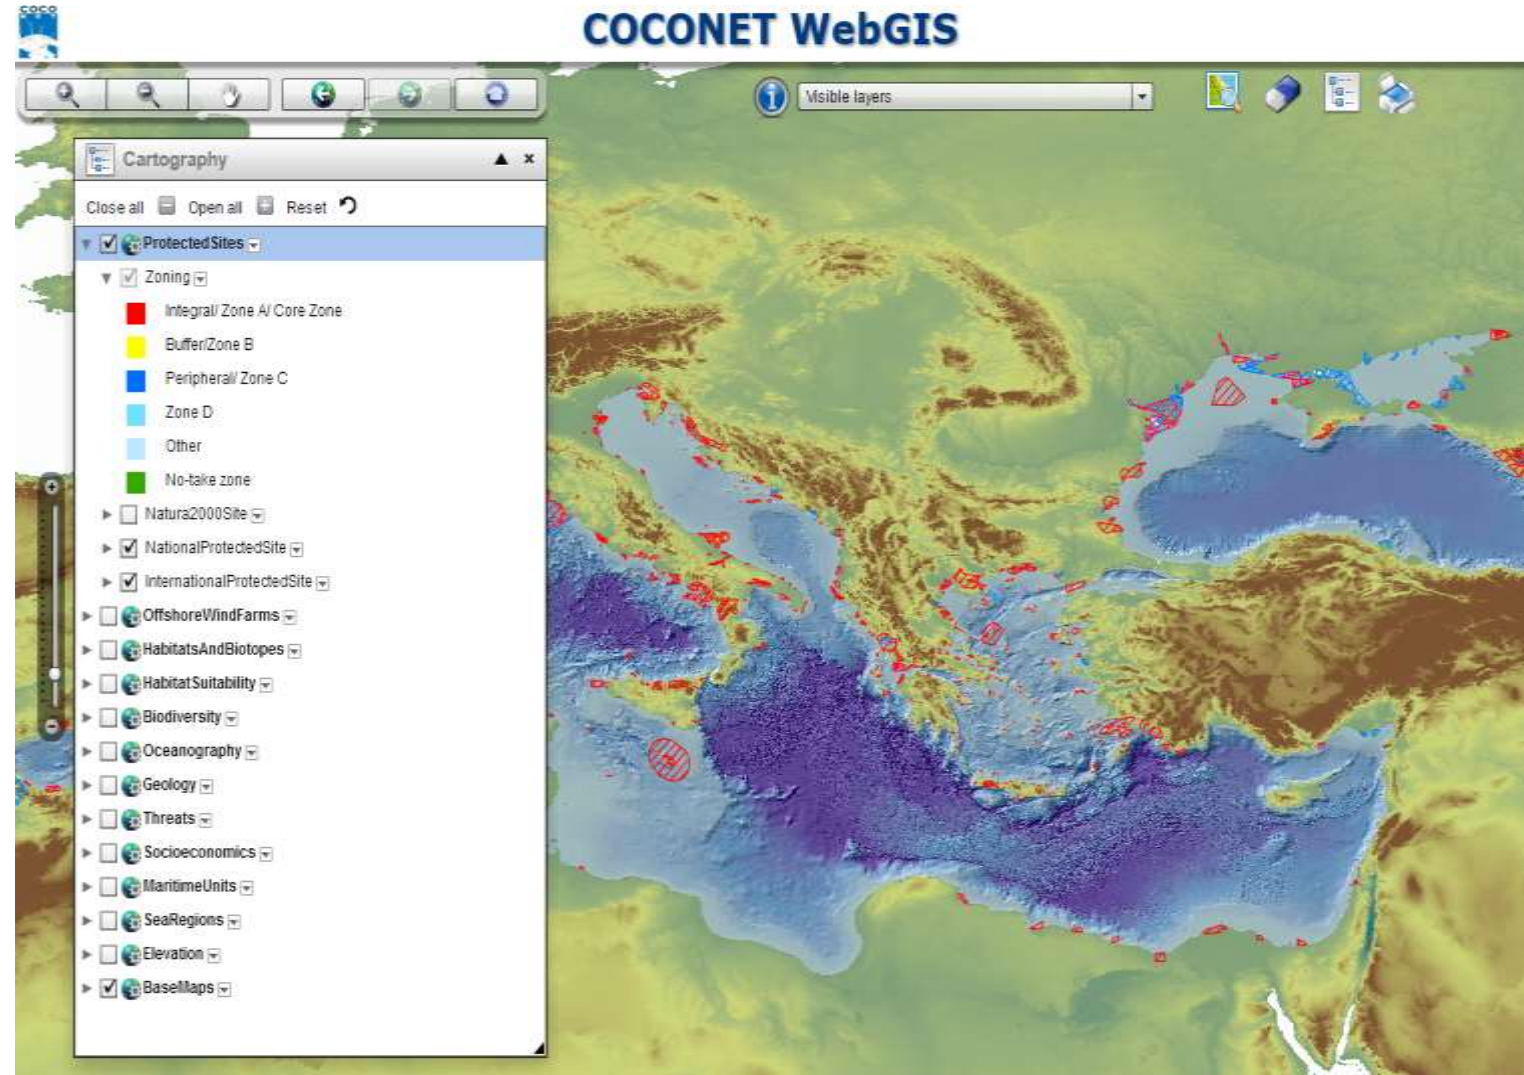 COCO
COCONET WebGIS
Visible layers
Cartography
Close all Open all Reset
ProtectedSites
Zoning
Integral/ Zone A/ Core Zone
Buffer/Zone B
Peripheral/ Zone C
Zone D
Other
No-take zone
Natura2000Site
NationalProtectedSite
InternationalProtectedSite
OffshoreWindFarms
HabitatsAndBiotopes
HabitatSuitability
Biodiversity
Oceanography
Geology
Threats
Socioeconomics
MaritimeUnits
SeaRegions
Elevation
BaseMaps